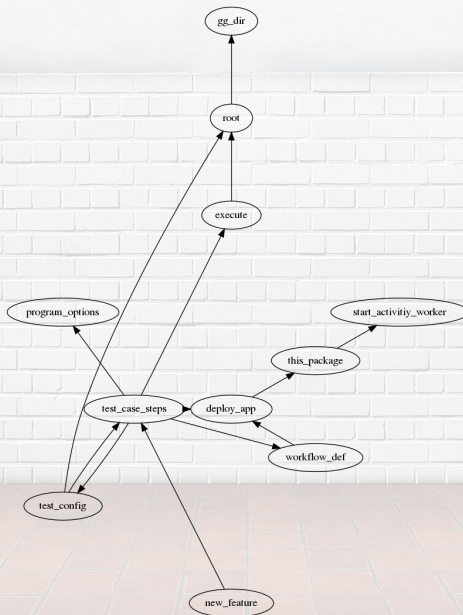 gg_dir
root
execute
program_options
start_activitiy_worker
this_package
test_case_steps
deploy_app
workflow_def
test_config
new_feature